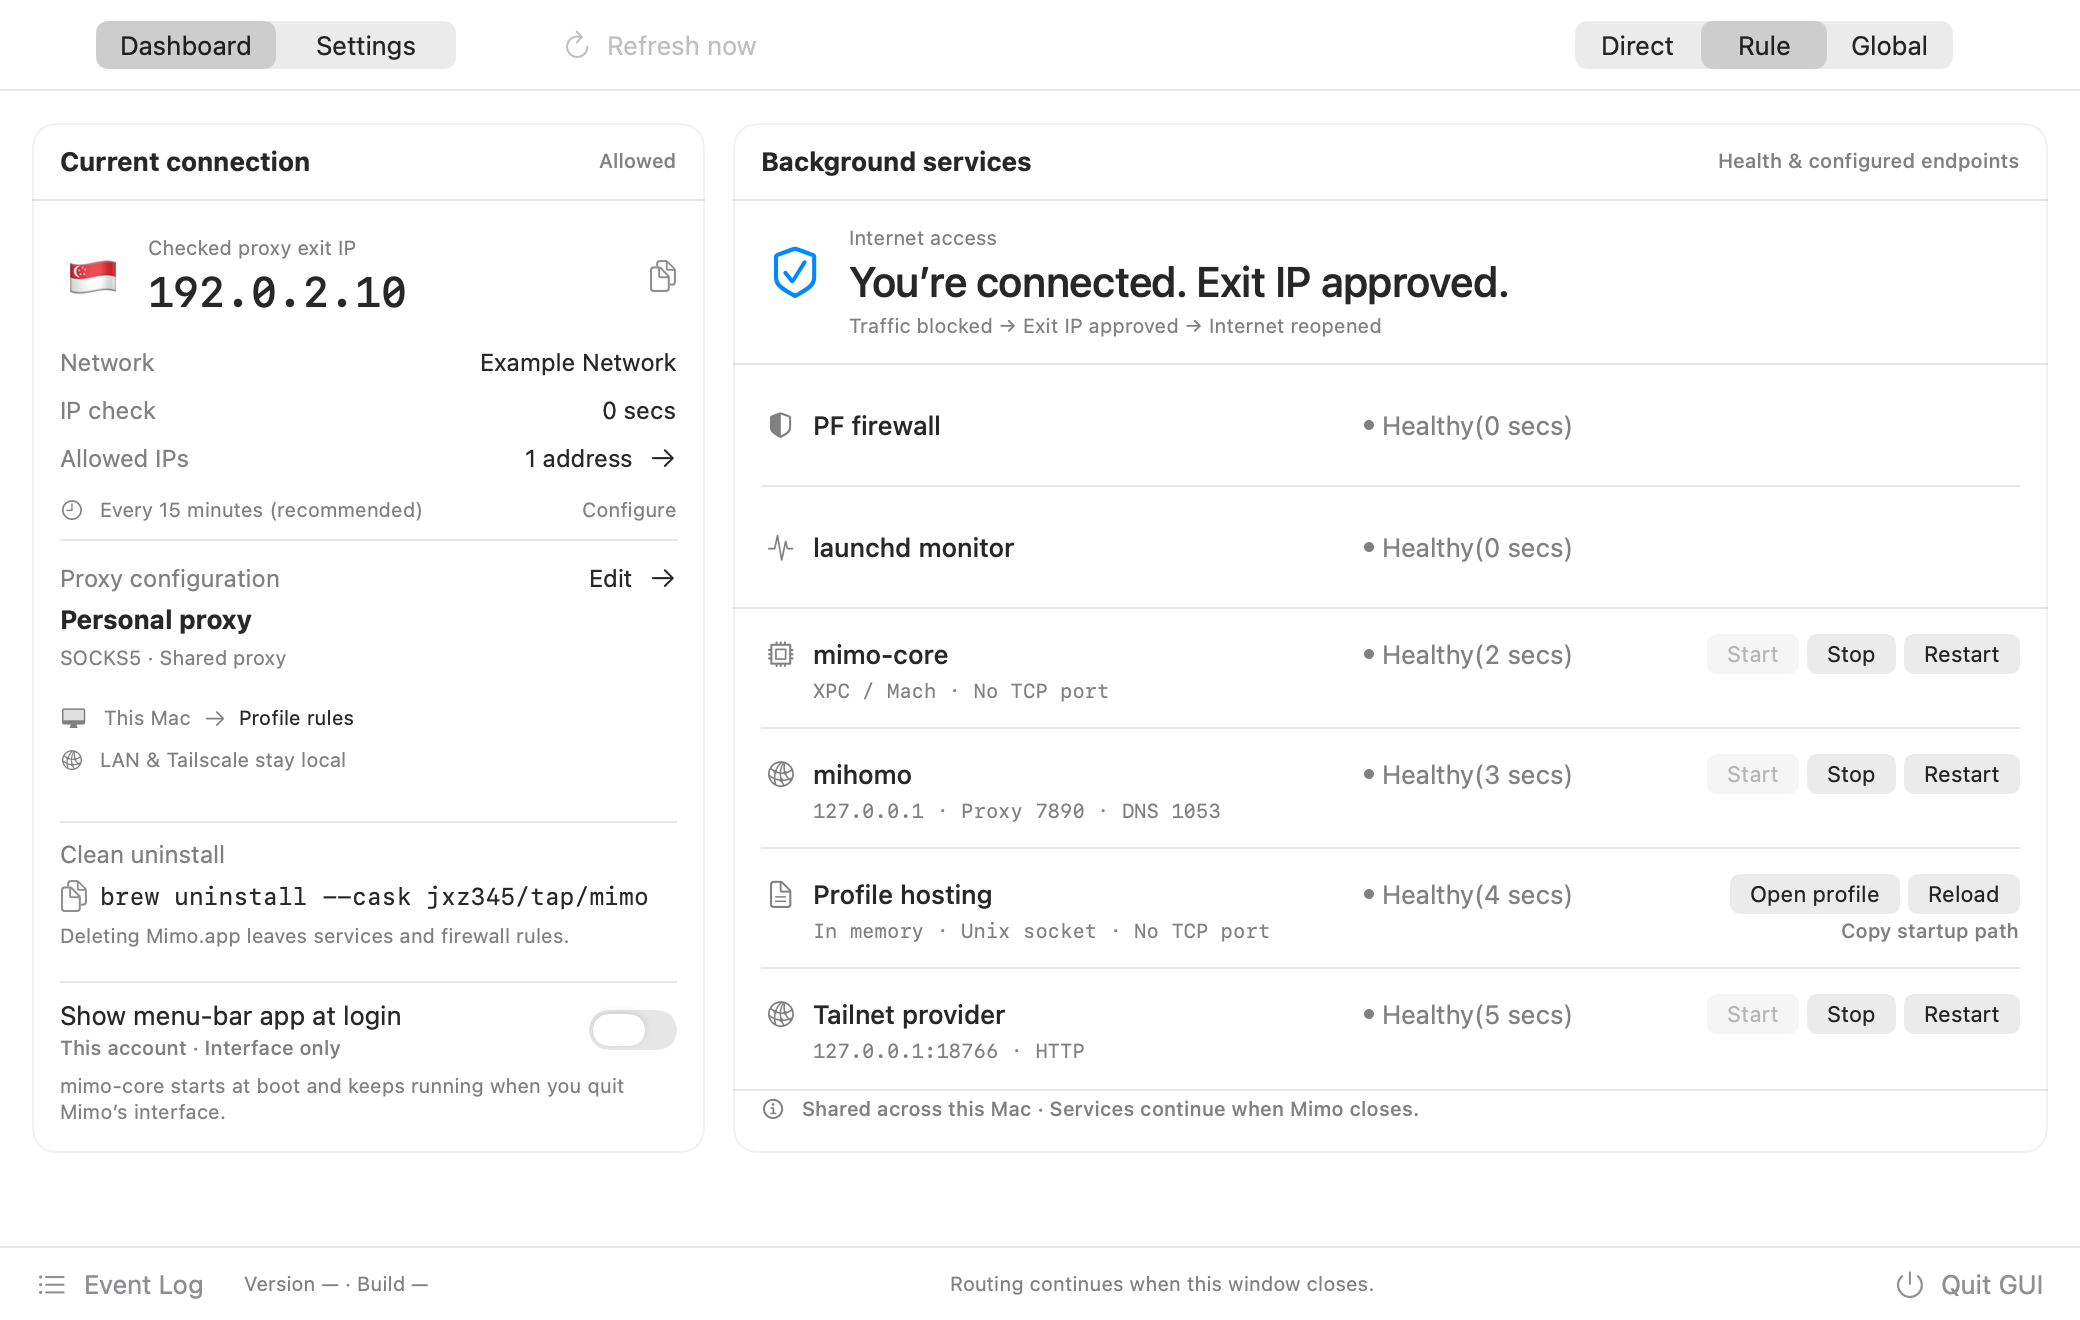 Dashboard
Settings
Refresh now
Direct
Rule
Global
Current connection
Allowed
Checked proxy exit IP
192.0.2.10
Network
Example Network
IP check
0 secs
Allowed IPs
1 address →
Every 15 minutes (recommended)
Configure
Proxy configuration
Edit →
Personal proxy
SOCKS5 · Shared proxy
This Mac → Profile rules
LAN & Tailscale stay local
Clean uninstall
brew uninstall --cask jxz345/tap/mimo
Deleting Mimo.app leaves services and firewall rules.
Show menu-bar app at login
This account · Interface only
mimo-core starts at boot and keeps running when you quit
Mimo’s interface.
Background services
Health & configured endpoints
Internet access
You’re connected. Exit IP approved.
Traffic blocked → Exit IP approved → Internet reopened
PF firewall
Healthy(0 secs)
launchd monitor
Healthy(0 secs)
mimo-core
Healthy(2 secs)
Start
Stop
Restart
XPC / Mach · No TCP port
mihomo
Healthy(3 secs)
Start
Stop
Restart
127.0.0.1 · Proxy 7890 · DNS 1053
Profile hosting
Healthy(4 secs)
Open profile
Reload
In memory · Unix socket · No TCP port
Copy startup path
Tailnet provider
Healthy(5 secs)
Start
Stop
Restart
127.0.0.1:18766 · HTTP
Shared across this Mac · Services continue when Mimo closes.
Event Log
Version — · Build —
Routing continues when this window closes.
Quit GUI